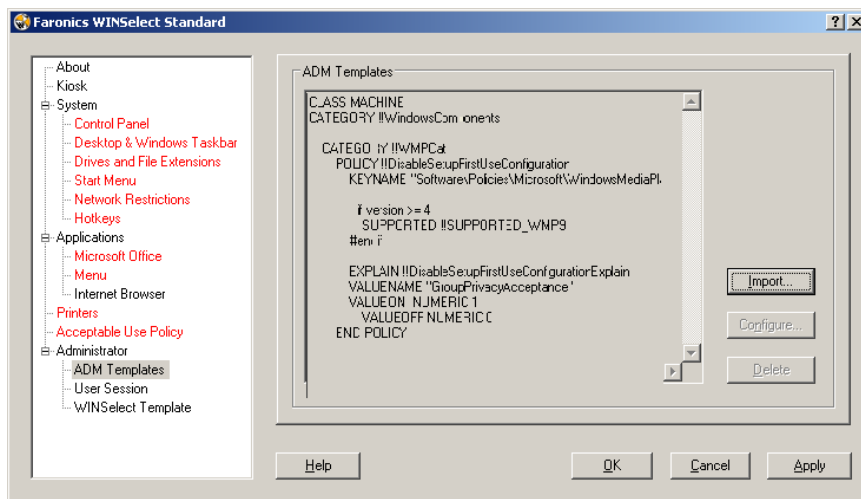 Faronics WINSelect Standard
About
Kiosk
System
Control Panel
Desktop & Windows Taskbar
Drives and File Extensions
Start Menu
Network Restrictions
Hotkeys
Applications
Microsoft Office
Menu
Internet Browser
Printers
Acceptable Use Policy
Administrator
ADM Templates
User Session
WINSelect Template
ADM Templates
CLASS MACHINE
CATEGORY !!WindowsComponents
CATEGORY !!WMPCat
POLICY !!DisableSetupFirstUseConfiguration
KEYNAME "Software\Policies\Microsoft\WindowsMediaPl
if version >= 4
SUPPORTED !!SUPPORTED_WMP9
#endif
EXPLAIN !!DisableSetupFirstUseConfigurationExplain
VALUENAME "GroupPrivacyAcceptance"
VALUEON NUMERIC 1
VALUEOFF NUMERIC 0
END POLICY
Import...
Configure...
Delete
Help
OK
Cancel
Apply